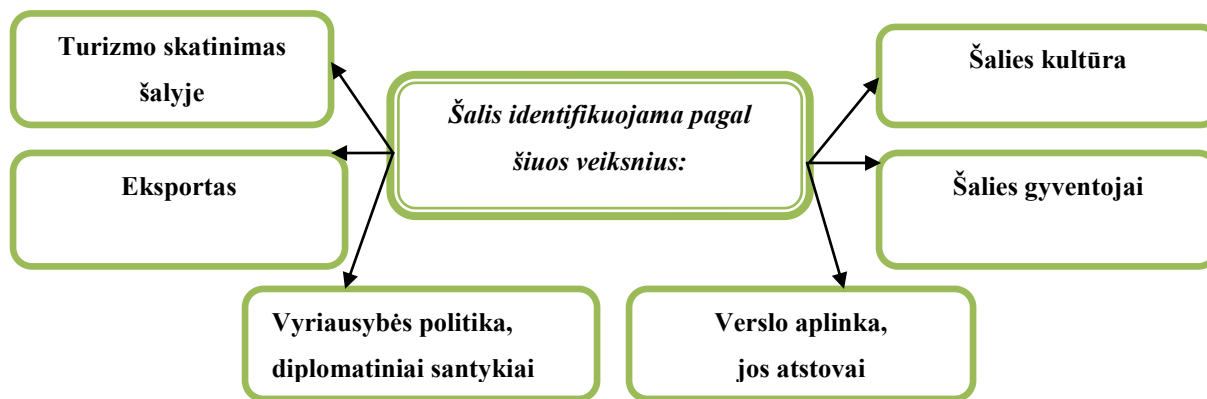 Turizmo skatinimas
šalyje
Šalis identifikuojama pagal
šiuos veiksnius:
Šalies kultūra
Eksportas
Šalies gyventojai
Vyriausybės politika,
diplomatiniai santykiai
Verslo aplinka,
jos atstovai